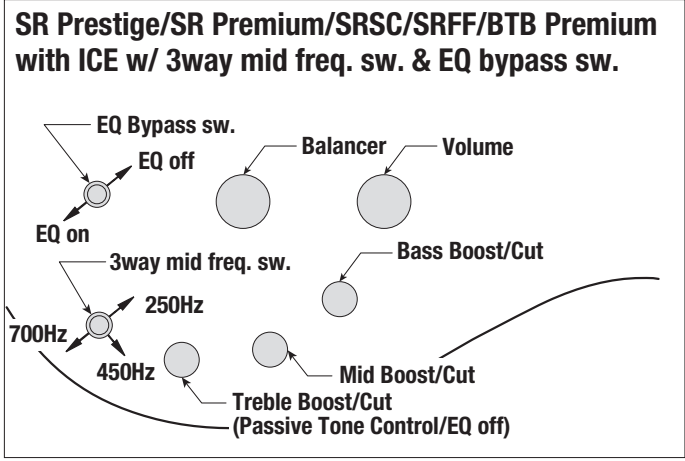 SR Prestige/SR Premium/SRSC/SRFF/BTB Premium
with ICE w/ 3way mid freq. sw. & EQ bypass sw.
EQ Bypass sw.
EQ off
Balancer
Volume
EQ on
3way mid freq. sw.
Bass Boost/Cut
250Hz
700Hz
450Hz
Mid Boost/Cut
Treble Boost/Cut
(Passive Tone Control/EQ off)